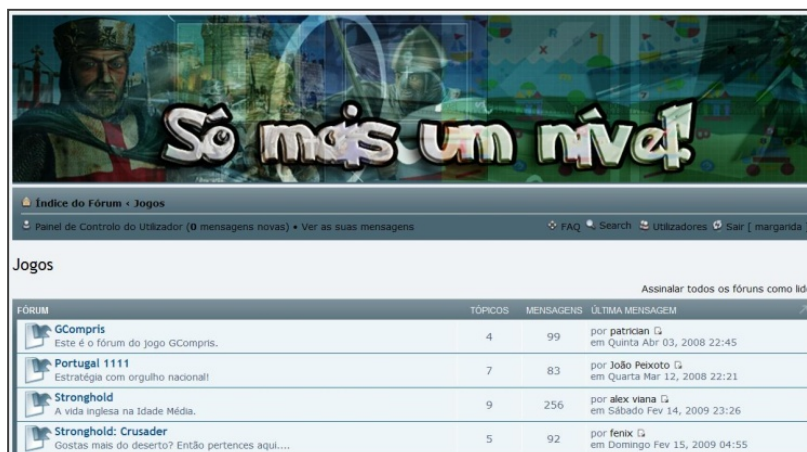 Só mais um nível!
Índice do Fórum ‹ Jogos
Painel de Controlo do Utilizador (0 mensagens novas) • Ver as suas mensagens FAQ Search Utilizadores Sair [ margarida ]
Jogos
Assinalar todos os fóruns como lid
FÓRUM TÓPICOS MENSAGENS ÚLTIMA MENSAGEM
GCompris
Este é o fórum do jogo GCompris. 4 99 por patrician
em Quinta Abr 03, 2008 22:45
Portugal 1111
Estratégia com orgulho nacional! 7 83 por João Peixoto
em Quarta Mar 12, 2008 22:21
Stronghold
A vida inglesa na Idade Média. 9 256 por alex viana
em Sábado Fev 14, 2009 23:26
Stronghold: Crusader
Gostas mais do deserto? Então pertences aqui.... 5 92 por fenix
em Domingo Fev 15, 2009 04:55